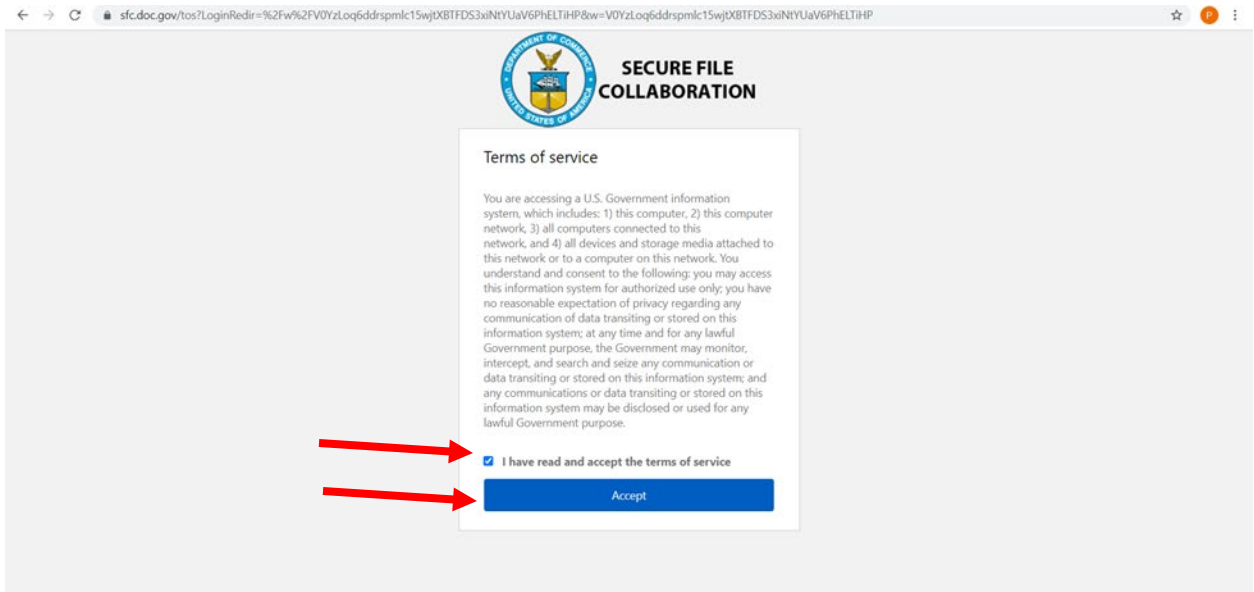 sfc.doc.gov/tos?LoginRedir=%2Fw%2FV0YzLoq6ddrspmlc15wjtXBTFDS3xiNtYUaV6PhELTiHP&w=V0YzLoq6ddrspmlc15wjtXBTFDS3xiNtYUaV6PhELTiHP
P
DEPARTMENT OF COMMERCE
UNITED STATES OF AMERICA
SECURE FILE
COLLABORATION
Terms of service
You are accessing a U.S. Government information
system, which includes: 1) this computer, 2) this computer
network, 3) all computers connected to this
network, and 4) all devices and storage media attached to
this network or to a computer on this network. You
understand and consent to the following: you may access
this information system for authorized use only; you have
no reasonable expectation of privacy regarding any
communication of data transiting or stored on this
information system; at any time and for any lawful
Government purpose, the Government may monitor,
intercept, and search and seize any communication or
data transiting or stored on this information system; and
any communications or data transiting or stored on this
information system may be disclosed or used for any
lawful Government purpose.
I have read and accept the terms of service
Accept